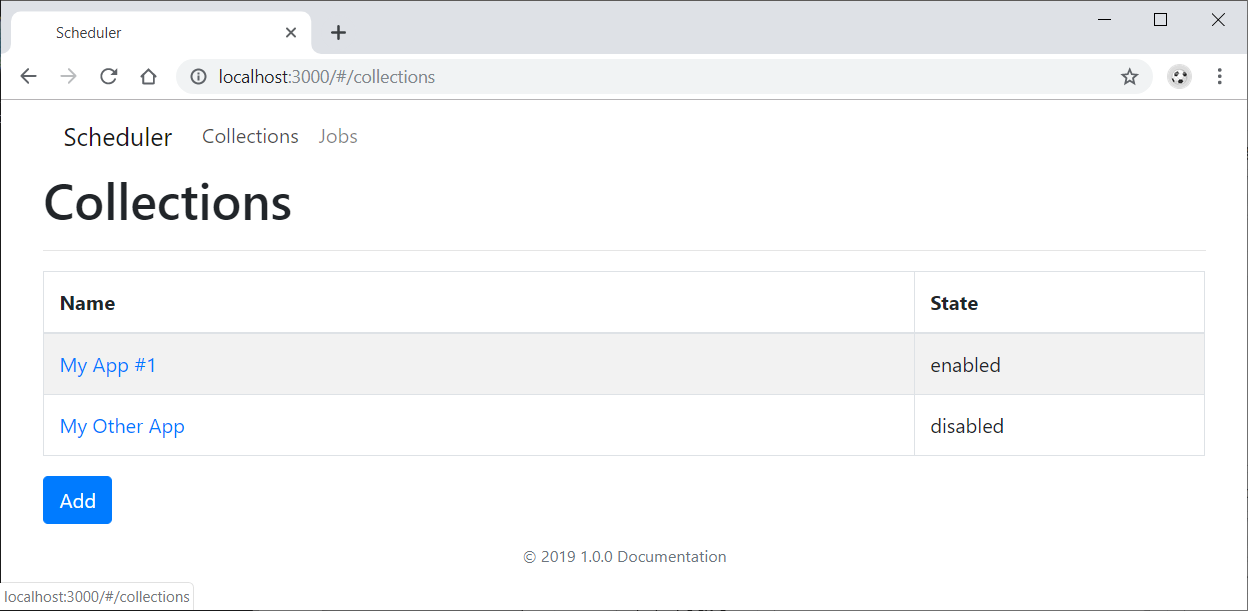 Scheduler
localhost:3000/#/collections
Scheduler Collections Jobs
Collections
Name State
My App #1 enabled
My Other App disabled
Add
© 2019 1.0.0 Documentation
localhost:3000/#/collections